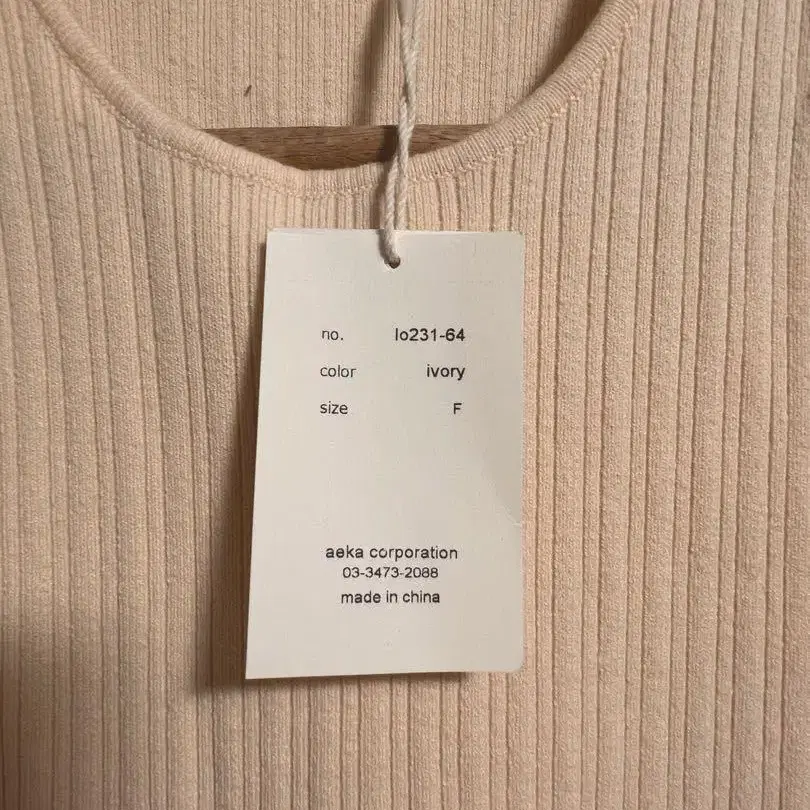 no. lo231-64
color ivory
size F
aeka corporation
03-3473-2088
made in china